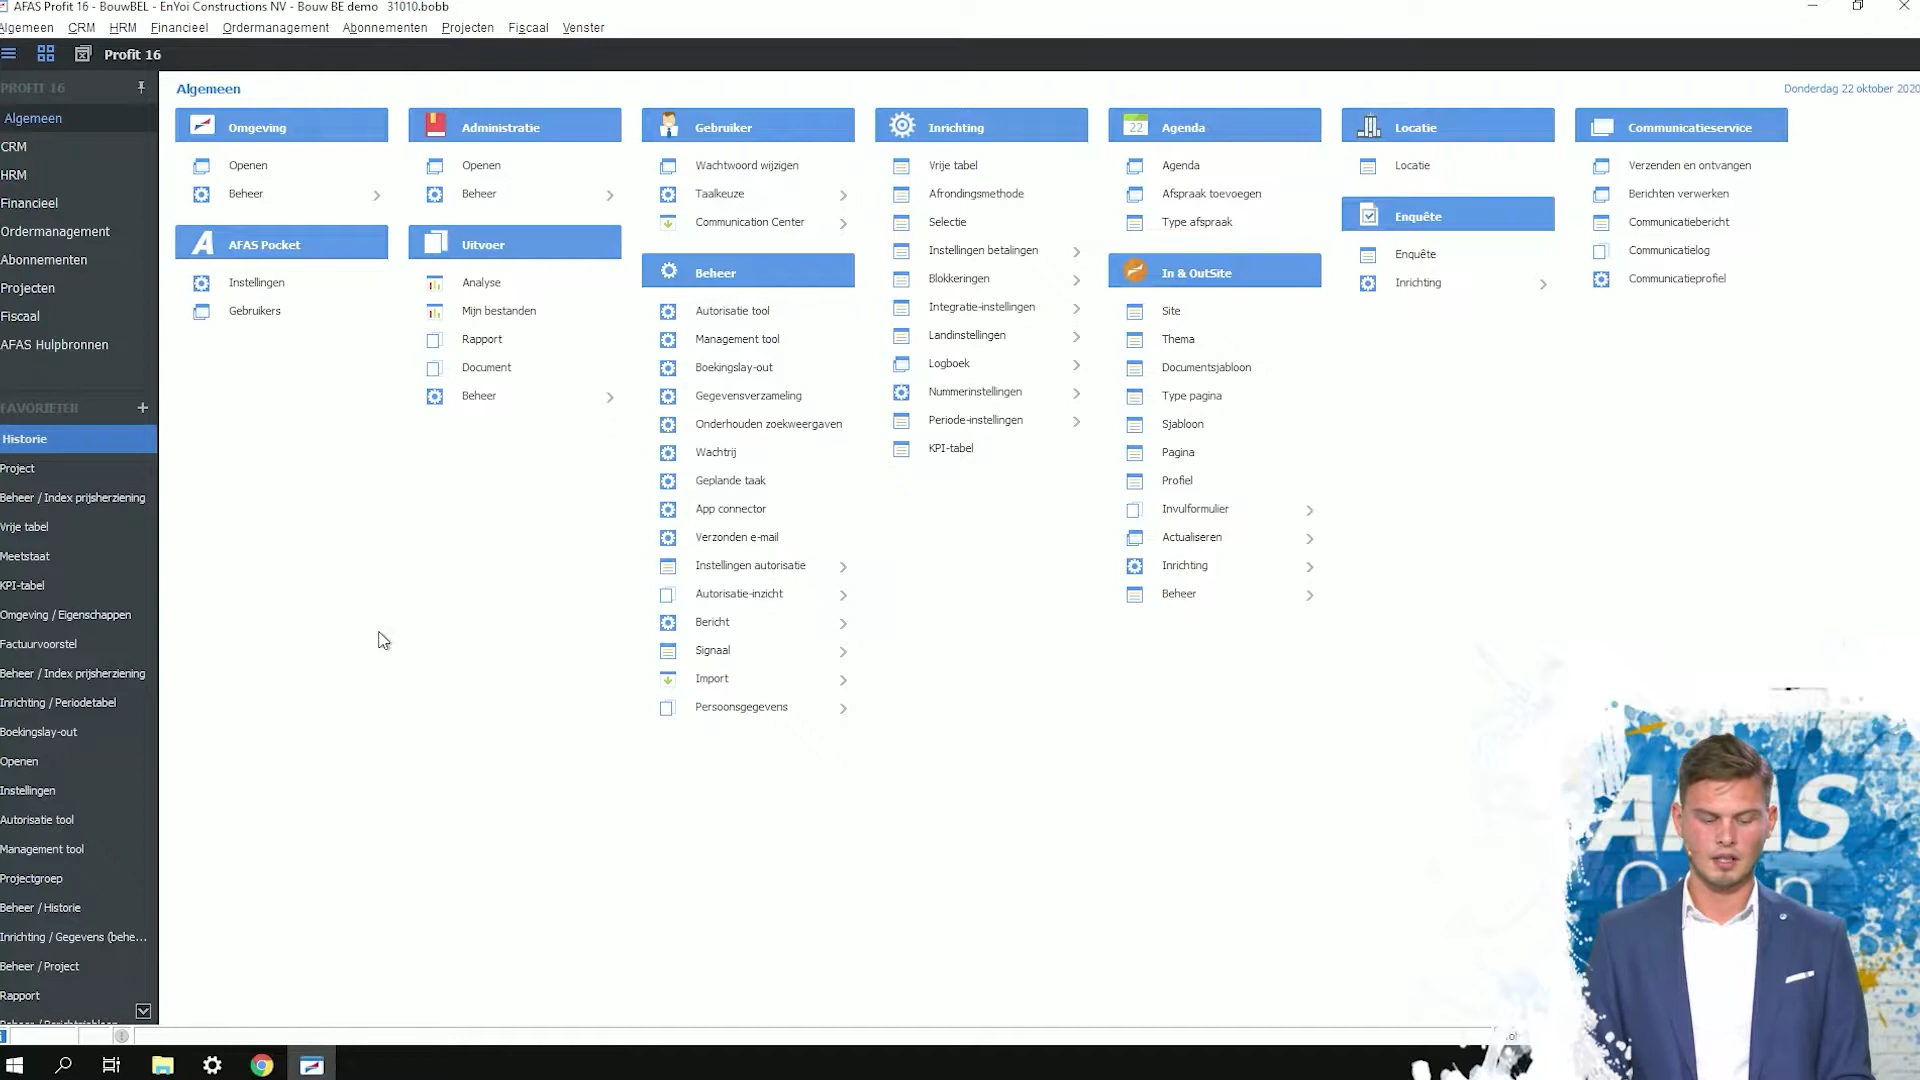 AFAS Profit 16 - BouwBEL - EnYoi Constructions NV - Bouw BE demo 31010.bobb
Algemeen CRM HRM Financieel Ordermanagement Abonnementen Projecten Fiscaal Venster
Profit 16
PROFIT 16
Algemeen
CRM
HRM
Financieel
Ordermanagement
Abonnementen
Projecten
Fiscaal
AFAS Hulpbronnen
FAVORIETEN
Historie
Project
Beheer / Index prijsherziening
Vrije tabel
Meetstaat
KPI-tabel
Omgeving / Eigenschappen
Factuurvoorstel
Beheer / Index prijsherziening
Inrichting / Periodetabel
Boekingslay-out
Openen
Instellingen
Autorisatie tool
Management tool
Projectgroep
Beheer / Historie
Inrichting / Gegevens (behe...
Beheer / Project
Rapport
Algemeen
Donderdag 22 oktober 2020
Omgeving
Openen
Beheer
AFAS Pocket
Instellingen
Gebruikers
Administratie
Openen
Beheer
Uitvoer
Analyse
Mijn bestanden
Rapport
Document
Beheer
Gebruiker
Wachtwoord wijzigen
Taalkeuze
Communication Center
Beheer
Autorisatie tool
Management tool
Boekingslay-out
Gegevensverzameling
Onderhouden zoekweergaven
Wachtrij
Geplande taak
App connector
Verzonden e-mail
Instellingen autorisatie
Autorisatie-inzicht
Bericht
Signaal
Import
Persoonsgegevens
Inrichting
Vrije tabel
Afrondingsmethode
Selectie
Instellingen betalingen
Blokkeringen
Integratie-instellingen
Landinstellingen
Logboek
Nummerinstellingen
Periode-instellingen
KPI-tabel
22
Agenda
Agenda
Afspraak toevoegen
Type afspraak
In & OutSite
Site
Thema
Documentsjabloon
Type pagina
Sjabloon
Pagina
Profiel
Invulformulier
Actualiseren
Inrichting
Beheer
Locatie
Locatie
Enquête
Enquête
Inrichting
Communicatieservice
Verzenden en ontvangen
Berichten verwerken
Communicatiebericht
Communicatielog
Communicatieprofiel
AFAS